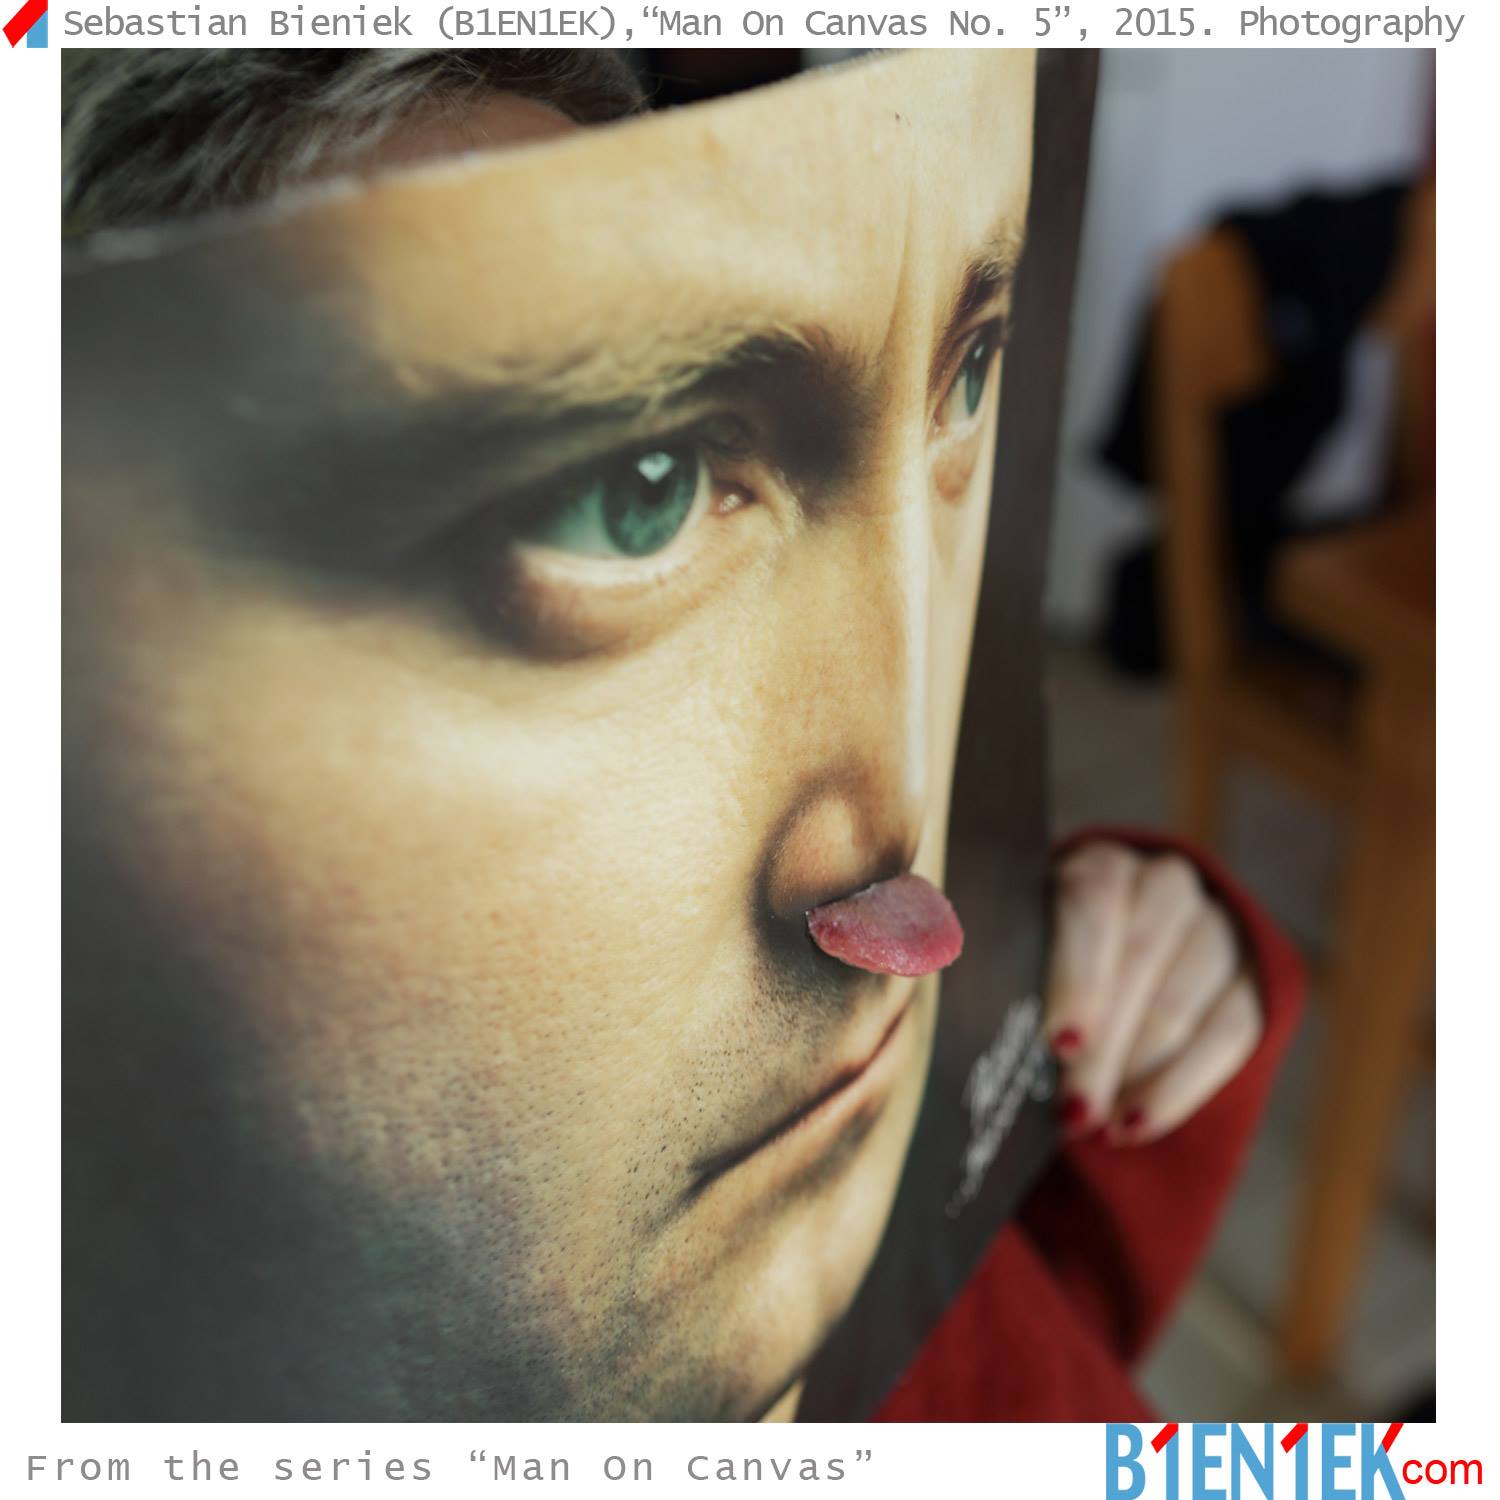 Sebastian Bieniek (B1EN1EK),“Man On Canvas No. 5”, 2015. Photography
From the series “Man On Canvas”
B1EN1EK.com